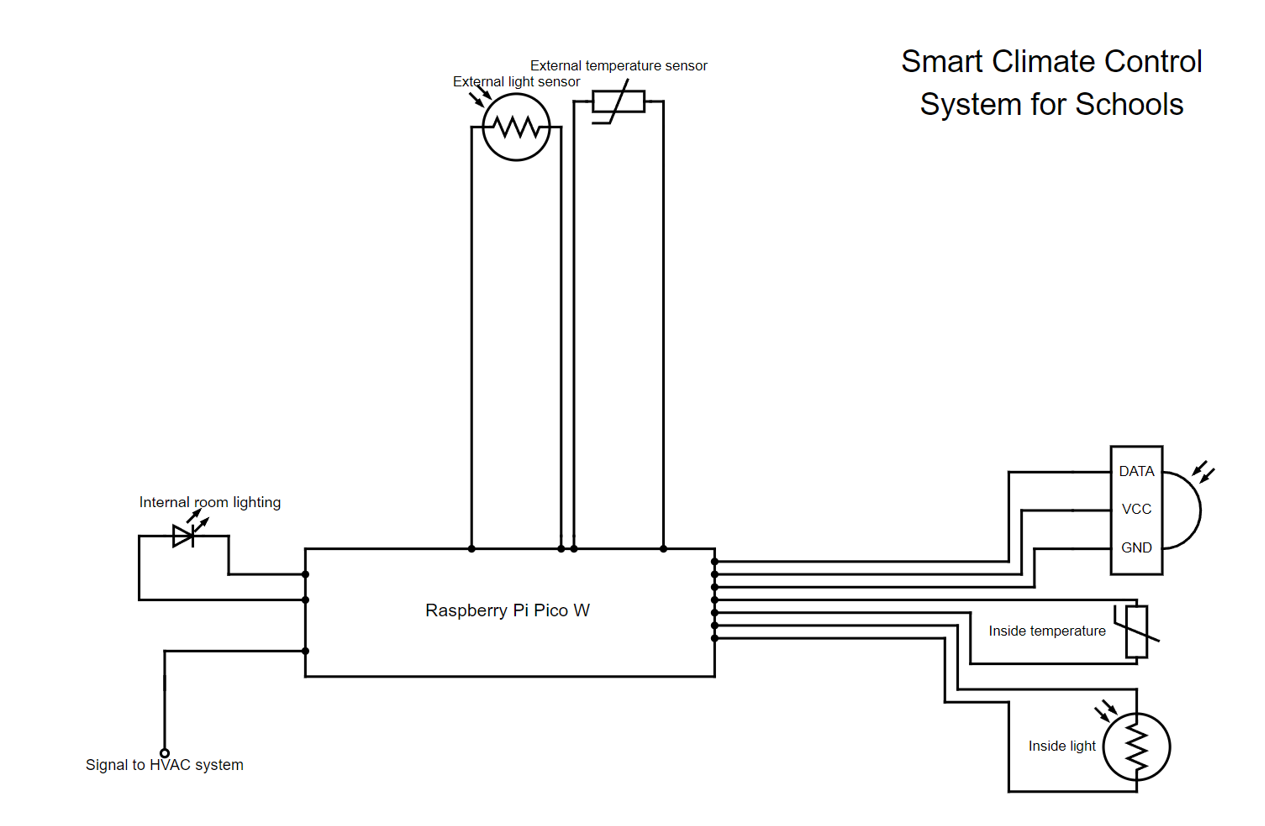 Smart Climate Control
System for Schools
External temperature sensor
External light sensor
DATA
VCC
GND
Internal room lighting
Raspberry Pi Pico W
Inside temperature
Inside light
Signal to HVAC system